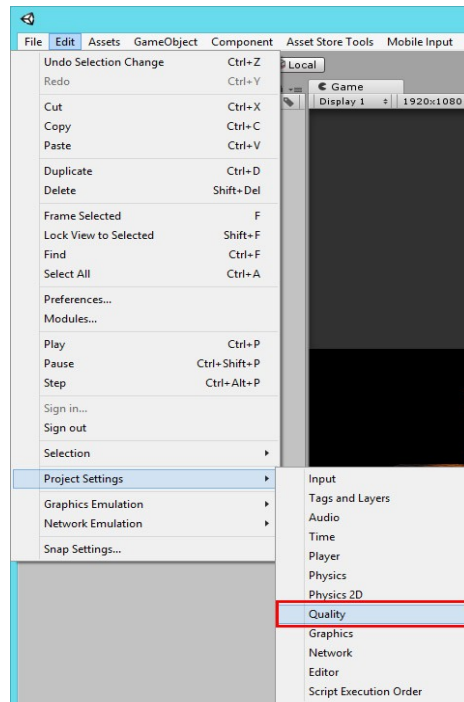 File Edit Assets GameObject Component Asset Store Tools Mobile Input
Local
Game
Display 1 1920x1080
Undo Selection Change Ctrl+Z
Redo Ctrl+Y
Cut Ctrl+X
Copy Ctrl+C
Paste Ctrl+V
Duplicate Ctrl+D
Delete Shift+Del
Frame Selected F
Lock View to Selected Shift+F
Find Ctrl+F
Select All Ctrl+A
Preferences...
Modules...
Play Ctrl+P
Pause Ctrl+Shift+P
Step Ctrl+Alt+P
Sign in...
Sign out
Selection
Project Settings
Graphics Emulation
Network Emulation
Snap Settings...
Input
Tags and Layers
Audio
Time
Player
Physics
Physics 2D
Quality
Graphics
Network
Editor
Script Execution Order